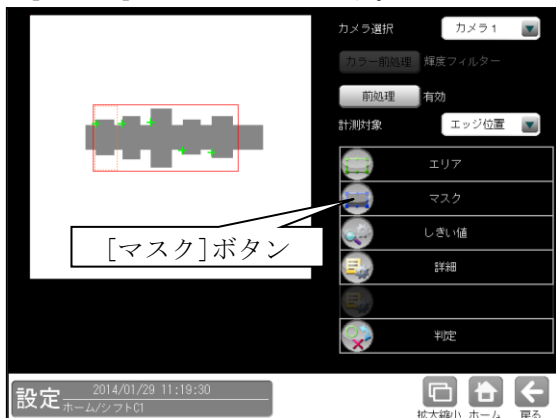 カメラ選択
カメラ1
カラー前処理
輝度フィルター
前処理
有効
計測対象
エッジ位置
エリア
マスク
しきい値
詳細
判定
[マスク]ボタン
設定
2014/01/29 11:19:30
ホーム/シフトC1
拡大縮小
ホーム
戻る